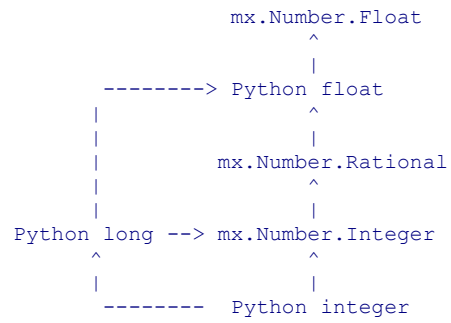 mx.Number.Float
^
|
--------> Python float
| ^
| |
| mx.Number.Rational
| ^
| |
Python long --> mx.Number.Integer
^ ^
| |
-------- Python integer